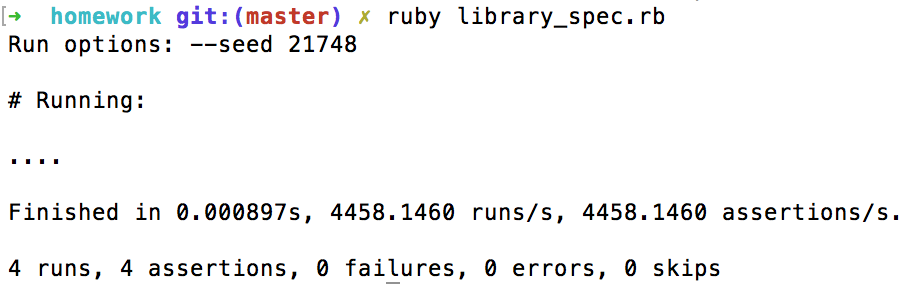 [➜  homework git:(master) ✗ ruby library_spec.rb
Run options: --seed 21748
# Running:
....
Finished in 0.000897s, 4458.1460 runs/s, 4458.1460 assertions/s.
4 runs, 4 assertions, 0 failures, 0 errors, 0 skips